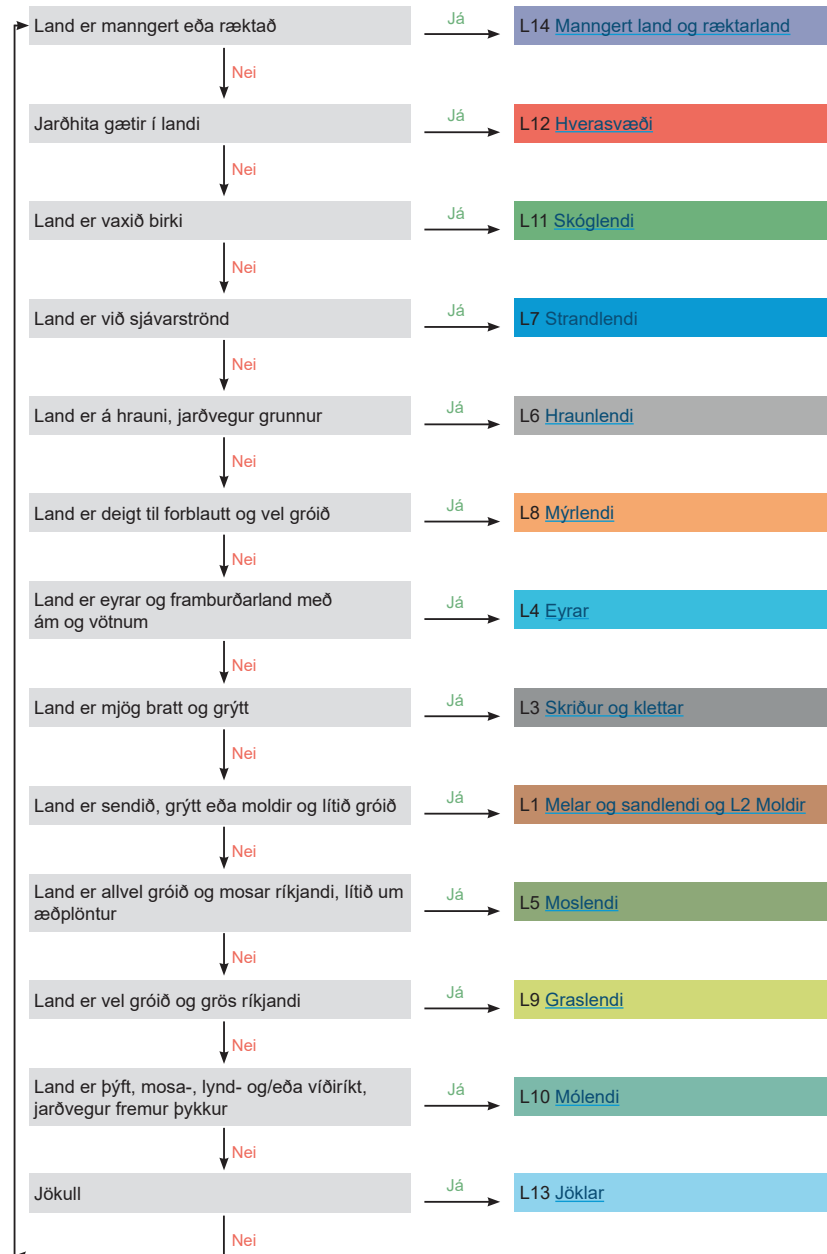 Land er manngert eða ræktað
Já
L14 Manngert land og ræktarland
Nei
Jarðhita gætir í landi
Já
L12 Hverasvæði
Nei
Land er vaxið birki
Já
L11 Skóglendi
Nei
Land er við sjávarströnd
Já
L7 Strandlendi
Nei
Land er á hrauni, jarðvegur grunnur
Já
L6 Hraunlendi
Nei
Land er deigt til forblautt og vel gróið
Já
L8 Mýrlendi
Nei
Land er eyrar og framburðarland með
ám og vötnum
Já
L4 Eyrar
Nei
Land er mjög bratt og grýtt
Já
L3 Skriður og klettar
Nei
Land er sendið, grýtt eða moldir og lítið gróið
Já
L1 Melar og sandlendi og L2 Moldir
Nei
Land er allvel gróið og mosar ríkjandi, lítið um
æðplöntur
Já
L5 Moslendi
Nei
Land er vel gróið og grös ríkjandi
Já
L9 Graslendi
Nei
Land er þýft, mosa-, lynd- og/eða víðiríkt,
jarðvegur fremur þykkur
Já
L10 Mólendi
Nei
Jökull
Já
L13 Jöklar
Nei